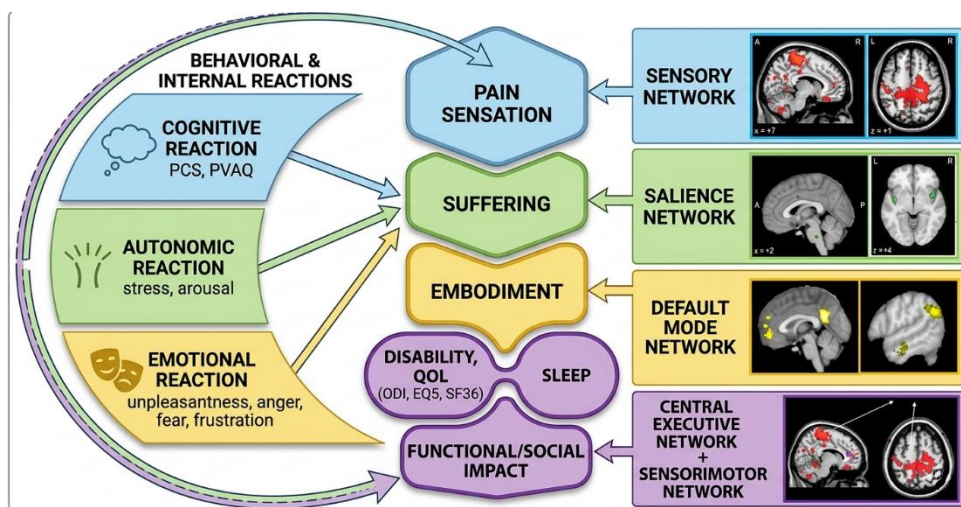 BEHAVIORAL &
INTERNAL REACTIONS
COGNITIVE
REACTION
PCS, PVAQ
AUTONOMIC
REACTION
stress, arousal
EMOTIONAL
REACTION
unpleasantness, anger,
fear, frustration
PAIN
SENSATION
SUFFERING
EMBODIMENT
DISABILITY,
QOL
(ODI, EQ5, SF36)
SLEEP
FUNCTIONAL/SOCIAL
IMPACT
SENSORY
NETWORK
A R
x = +7
L R
z = +1
SALIENCE
NETWORK
A P
x = +2
L R
z = +4
DEFAULT
MODE
NETWORK
CENTRAL
EXECUTIVE
NETWORK
+
SENSORIMOTOR
NETWORK